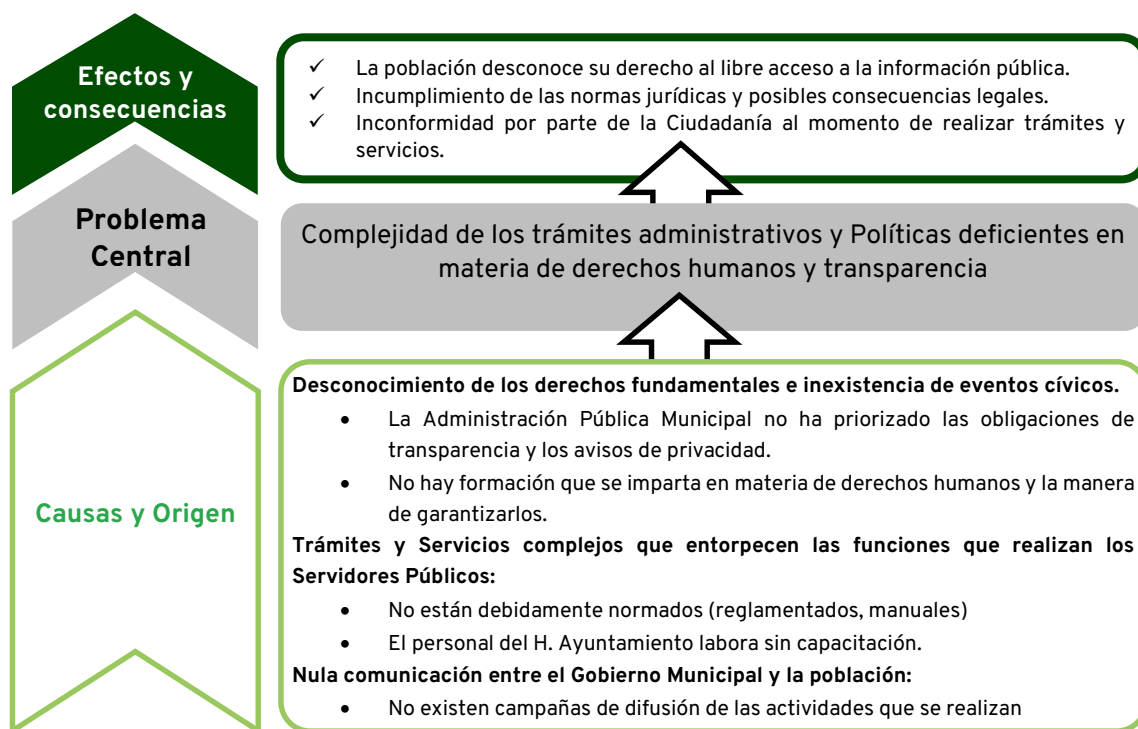 Efectos y
consecuencias
✓ La población desconoce su derecho al libre acceso a la información pública.
✓ Incumplimiento de las normas jurídicas y posibles consecuencias legales.
✓ Inconformidad por parte de la Ciudadanía al momento de realizar trámites y
servicios.
Problema
Central
Complejidad de los trámites administrativos y Políticas deficientes en
materia de derechos humanos y transparencia
Causas y Origen
Desconocimiento de los derechos fundamentales e inexistencia de eventos cívicos.
• La Administración Pública Municipal no ha priorizado las obligaciones de
transparencia y los avisos de privacidad.
• No hay formación que se imparta en materia de derechos humanos y la manera
de garantizarlos.
Trámites y Servicios complejos que entorpecen las funciones que realizan los
Servidores Públicos:
• No están debidamente normados (reglamentados, manuales)
• El personal del H. Ayuntamiento labora sin capacitación.
Nula comunicación entre el Gobierno Municipal y la población:
• No existen campañas de difusión de las actividades que se realizan